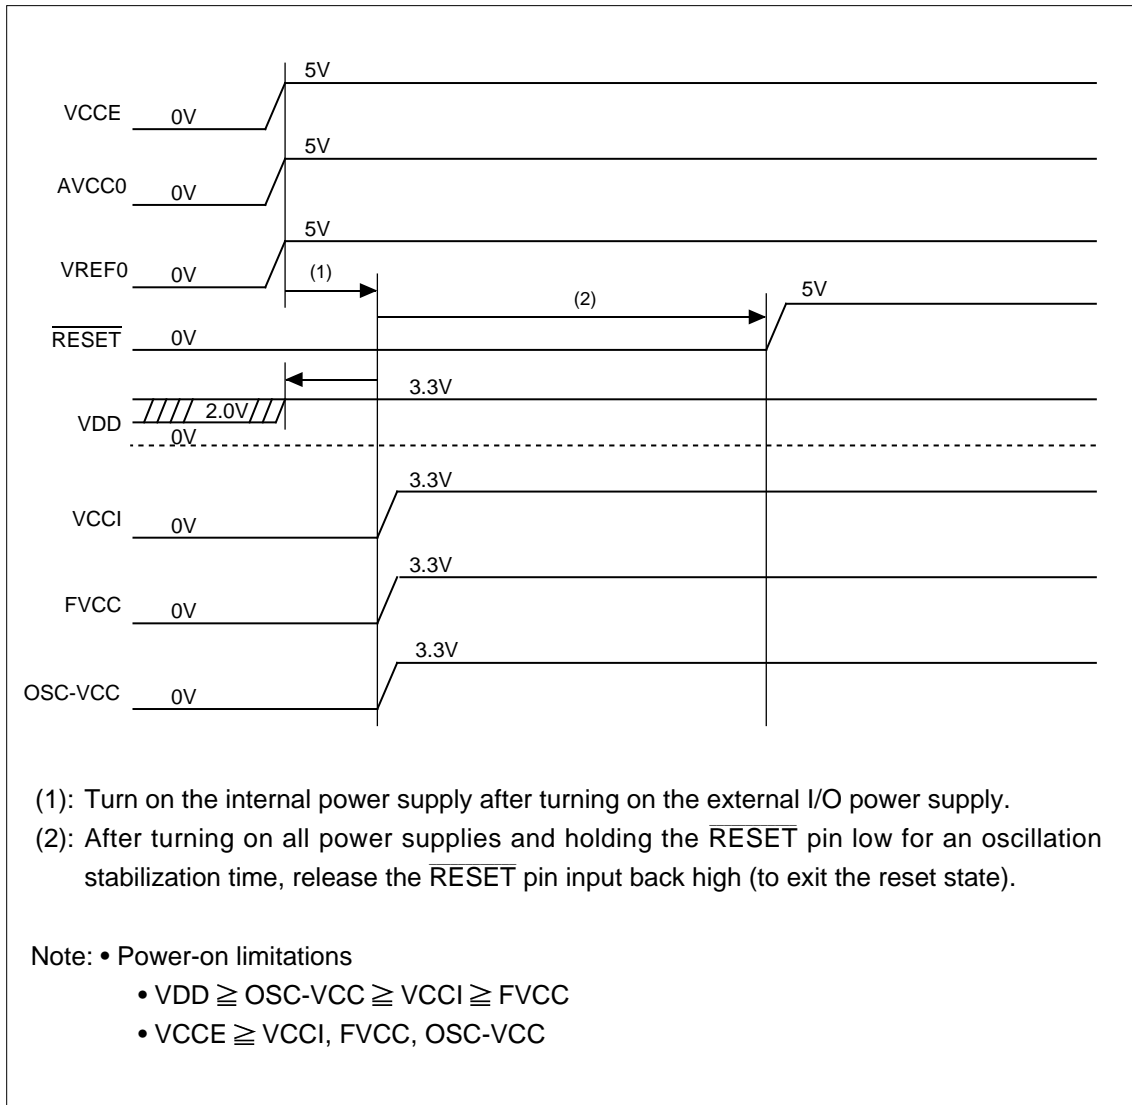 5V
VCCE 0V
5V
AVCC0 0V
5V
VREF0 0V (1)
(2) 5V
RESET 0V
3.3V
VDD 2.0V
0V
3.3V
VCCI 0V
3.3V
FVCC 0V
3.3V
OSC-VCC 0V
(1): Turn on the internal power supply after turning on the external I/O power supply.
(2): After turning on all power supplies and holding the RESET pin low for an oscillation
stabilization time, release the RESET pin input back high (to exit the reset state).
Note: • Power-on limitations
• VDD ≧ OSC-VCC ≧ VCCI ≧ FVCC
• VCCE ≧ VCCI, FVCC, OSC-VCC